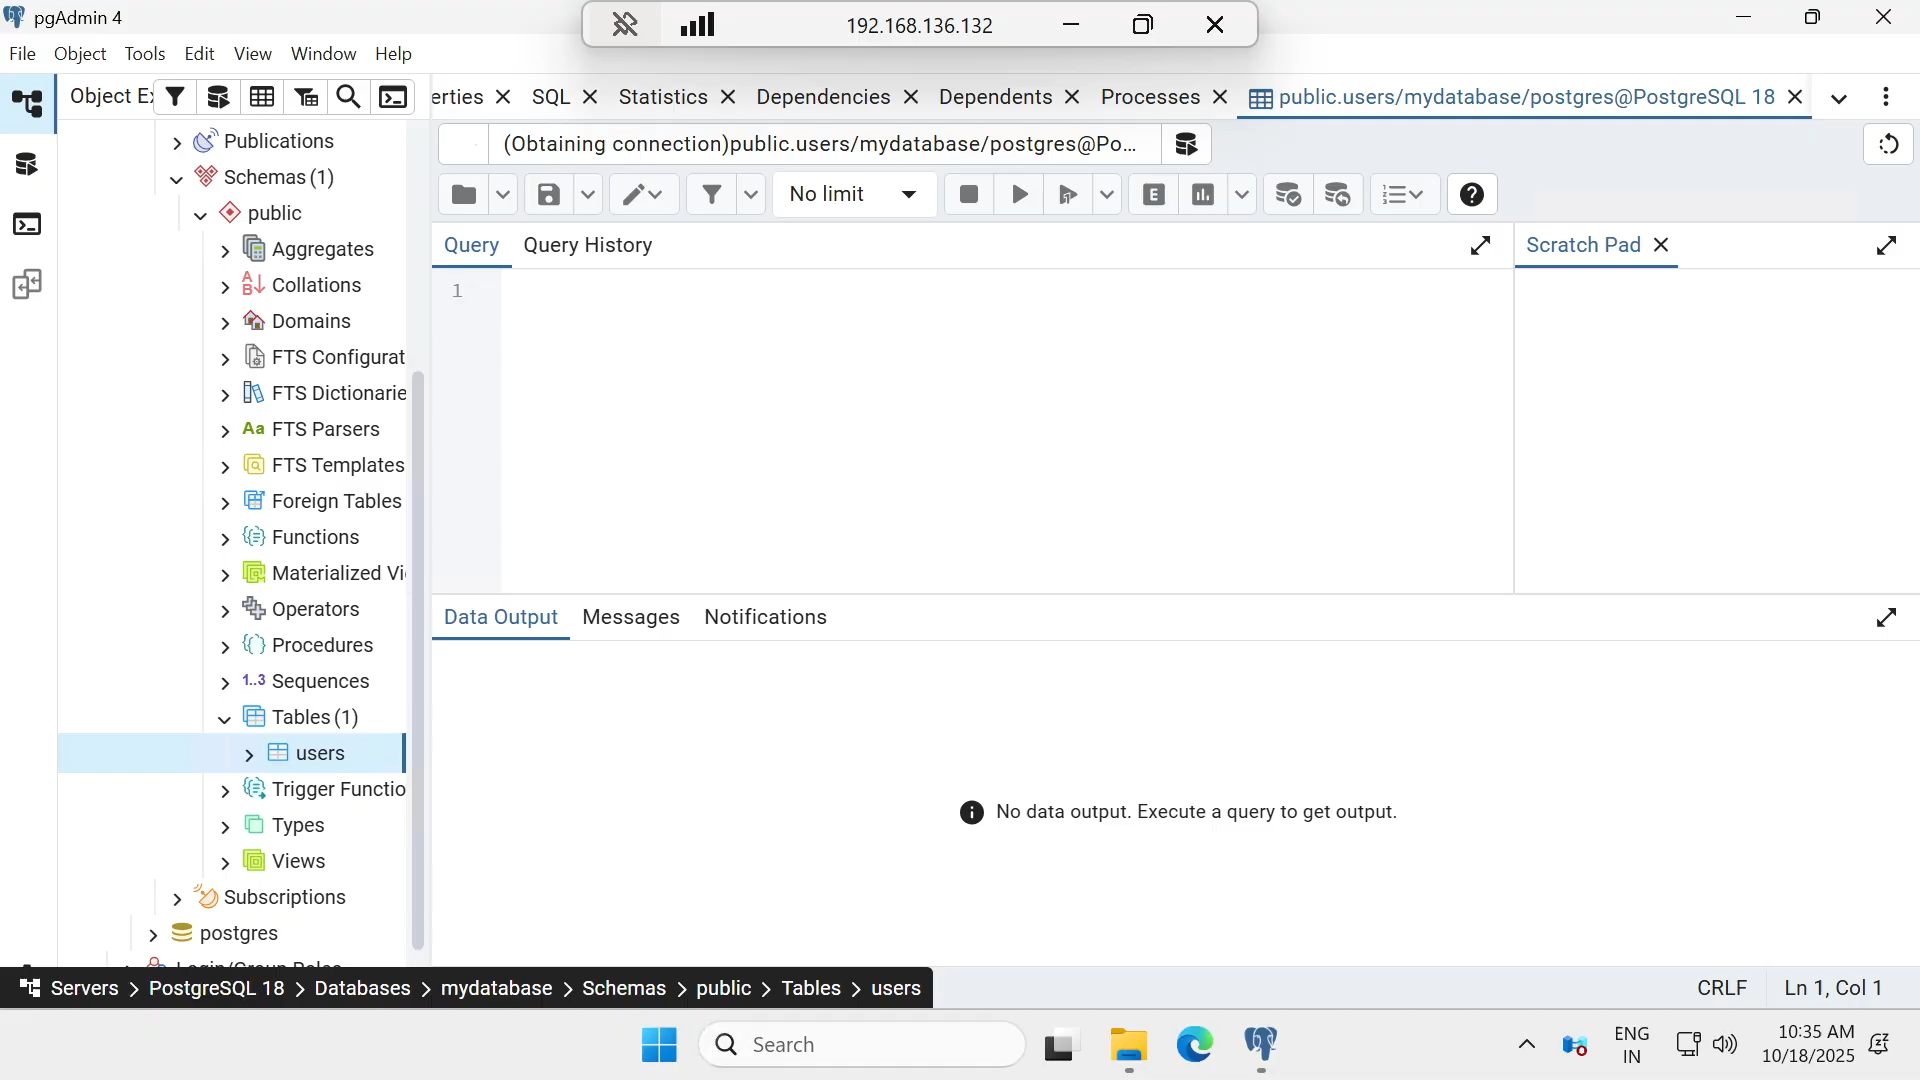 pgAdmin 4
192.168.136.132
File Object Tools Edit View Window Help
Object Ex
erties SQL Statistics Dependencies Dependents Processes public.users/mydatabase/postgres@PostgreSQL 18
(Obtaining connection)public.users/mydatabase/postgres@Po...
No limit
Query Query History
Scratch Pad
1
Publications
Schemas (1)
public
Aggregates
Collations
Domains
FTS Configurat
FTS Dictionarie
Aa FTS Parsers
FTS Templates
Foreign Tables
Functions
Materialized Vi
Operators
Procedures
1..3 Sequences
Tables (1)
users
Trigger Functio
Types
Views
Subscriptions
postgres
Data Output Messages Notifications
No data output. Execute a query to get output.
Servers > PostgreSQL 18 > Databases > mydatabase > Schemas > public > Tables > users
CRLF Ln 1, Col 1
Search
ENG
IN
10:35 AM
10/18/2025